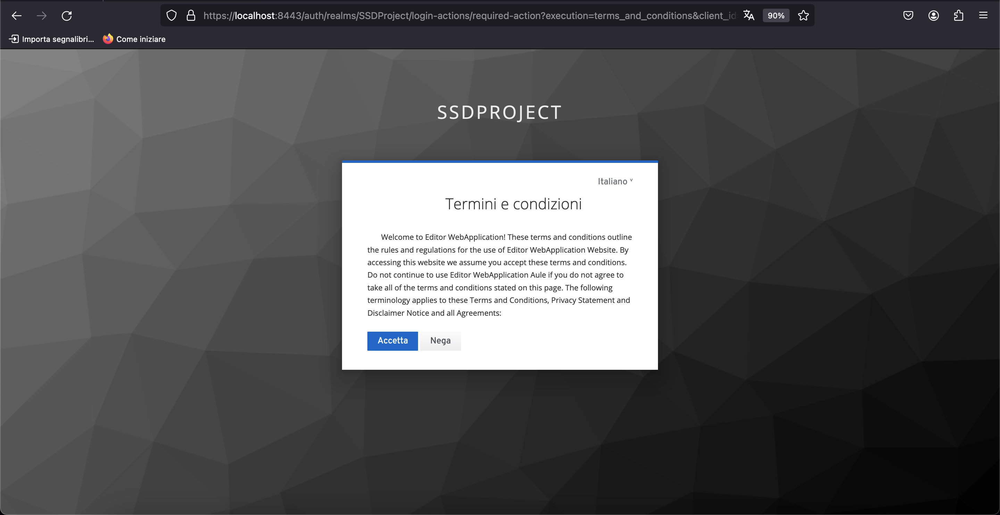 https://localhost:8443/auth/realms/SSDProject/login-actions/required-action?execution=terms_and_conditions&client_id
90%
Importa segnalibri...
Come iniziare
SSDPROJECT
Italiano
Termini e condizioni
Welcome to Editor WebApplication! These terms and conditions outline
the rules and regulations for the use of Editor WebApplication Website. By
accessing this website we assume you accept these terms and conditions.
Do not continue to use Editor WebApplication Aule if you do not agree to
take all of the terms and conditions stated on this page. The following
terminology applies to these Terms and Conditions, Privacy Statement and
Disclaimer Notice and all Agreements:
Accetta Nega